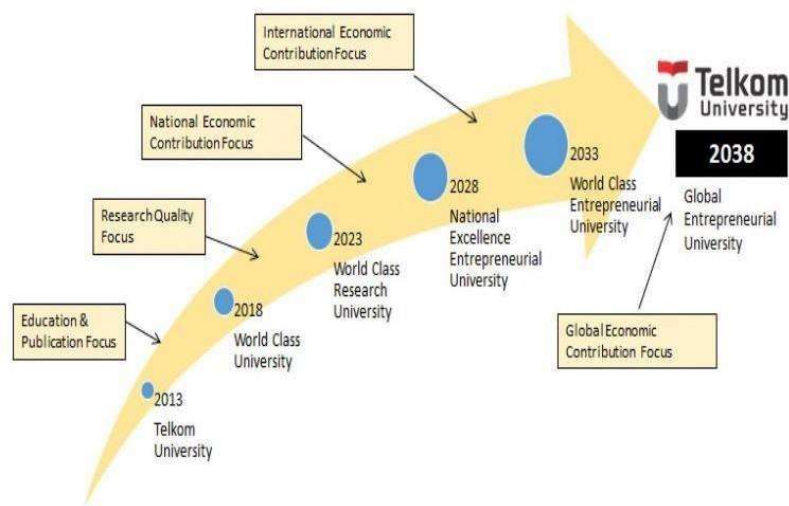 International Economic
Contribution Focus
National Economic
Contribution Focus
Research Quality
Focus
Education &
Publication Focus
2013
Telkom
University
2018
World Class
University
2023
World Class
Research
University
2028
National
Excellence
Entrepreneurial
University
2033
World Class
Entrepreneurial
University
Telkom
University
2038
Global
Entrepreneurial
University
Global Economic
Contribution Focus